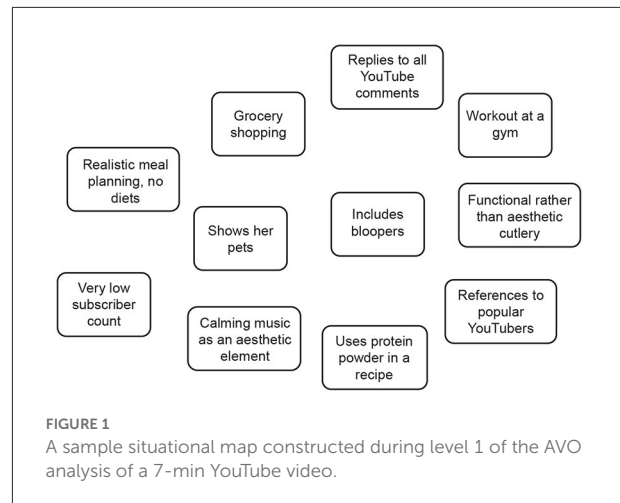 Replies to all
YouTube
comments
Grocery
shopping
Workout at a
gym
Realistic meal
planning, no
diets
Functional rather
than aesthetic
cutlery
Shows her
pets
Includes
bloopers
Very low
subscriber
count
References to
popular
YouTubers
Calming music
as an aesthetic
element
Uses protein
powder in a
recipe
FIGURE 1
A sample situational map constructed during level 1 of the AVO
analysis of a 7-min YouTube video.